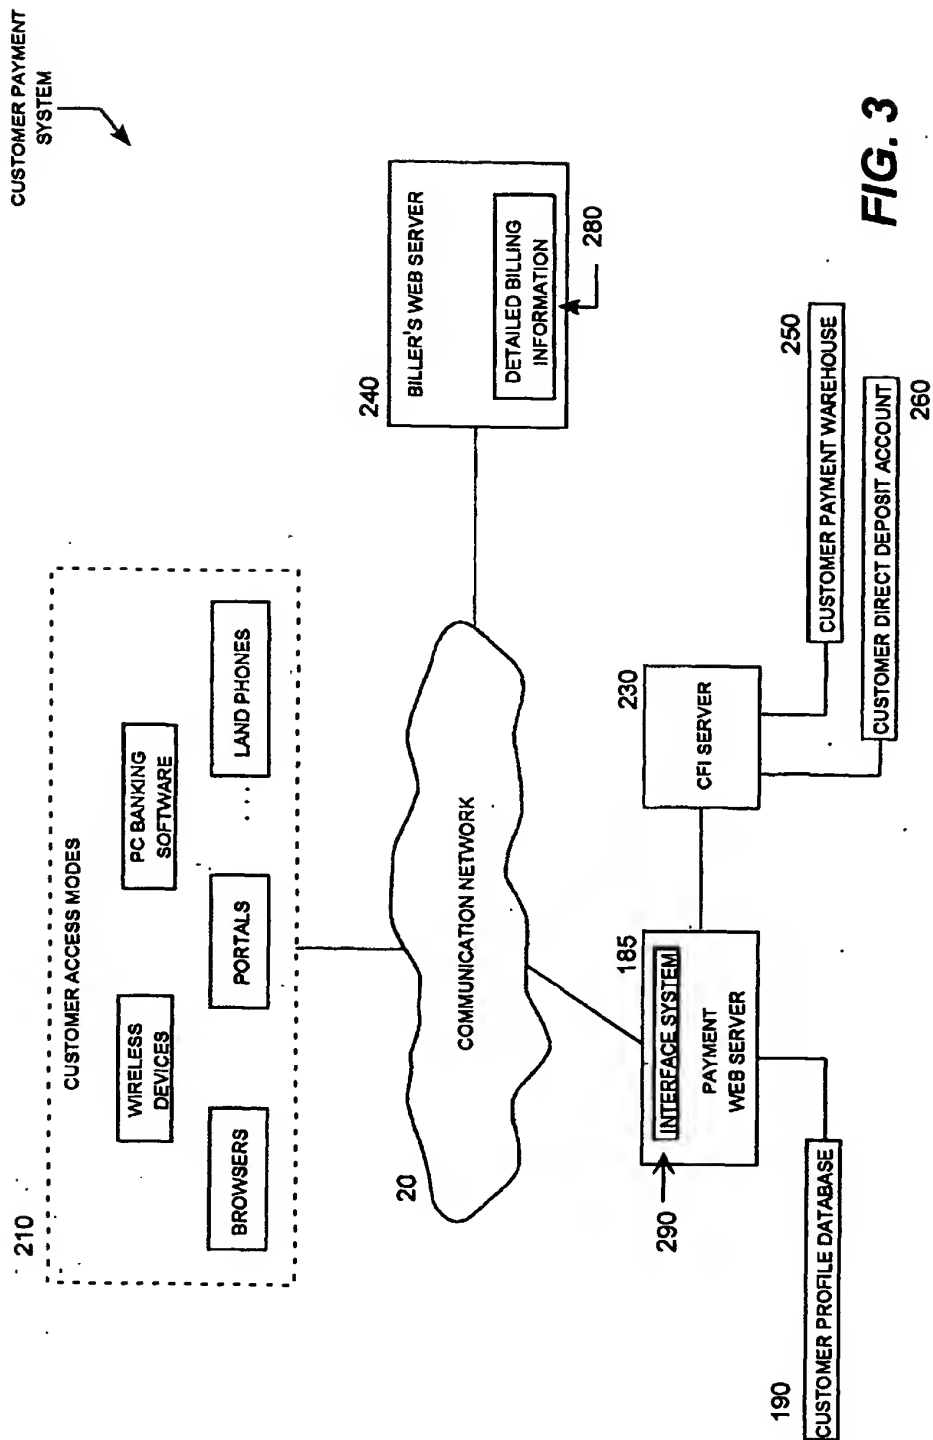 CUSTOMER PAYMENT
SYSTEM
210
CUSTOMER ACCESS MODES
WIRELESS
DEVICES
PC BANKING
SOFTWARE
BROWSERS
PORTALS
...
LAND PHONES
20
COMMUNICATION NETWORK
240
BILLER'S WEB SERVER
DETAILED BILLING
INFORMATION
280
185
INTERFACE SYSTEM
PAYMENT
WEB SERVER
290
230
CFI SERVER
190
CUSTOMER PROFILE DATABASE
250
CUSTOMER PAYMENT WAREHOUSE
CUSTOMER DIRECT DEPOSIT ACCOUNT
260
FIG. 3